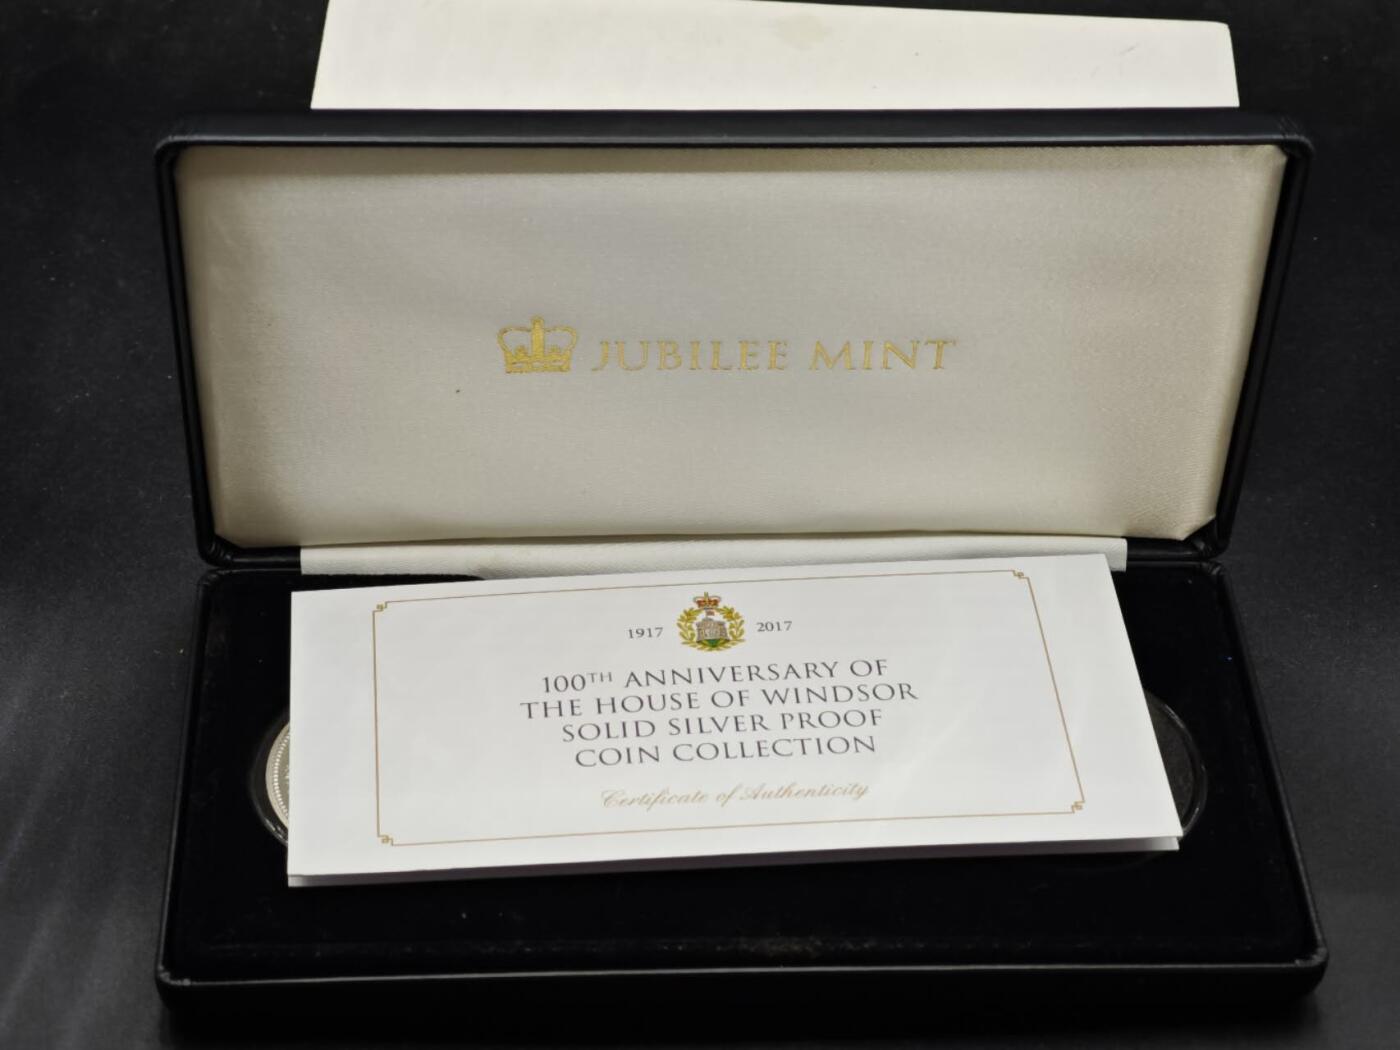 JUBILEE MINT
1917 2017
100TH ANNIVERSARY OF
THE HOUSE OF WINDSOR
SOLID SILVER PROOF
COIN COLLECTION
Certificate of Authenticity